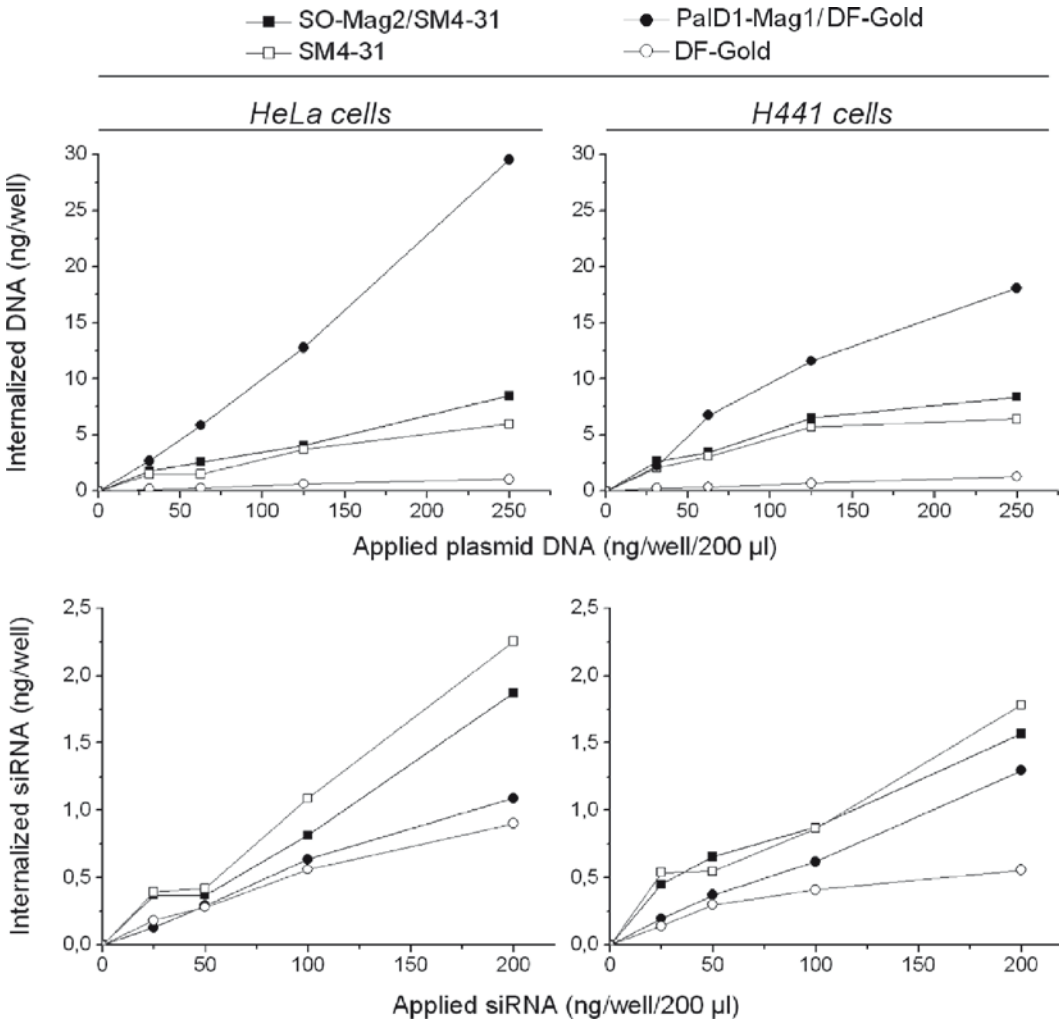 SO-Mag2/SM4-31
PalD1-Mag1/DF-Gold
SM4-31
DF-Gold
HeLa cells
H441 cells
Internalized DNA (ng/well)
30
25
20
15
10
5
0
0 50 100 150 200 250
0 50 100 150 200 250
30
25
20
15
10
5
0
Applied plasmid DNA (ng/well/200 µl)
Internalized siRNA (ng/well)
2,5
2,0
1,5
1,0
0,5
0,0
0 50 100 150 200
2,5
2,0
1,5
1,0
0,5
0,0
0 50 100 150 200
Applied siRNA (ng/well/200 µl)